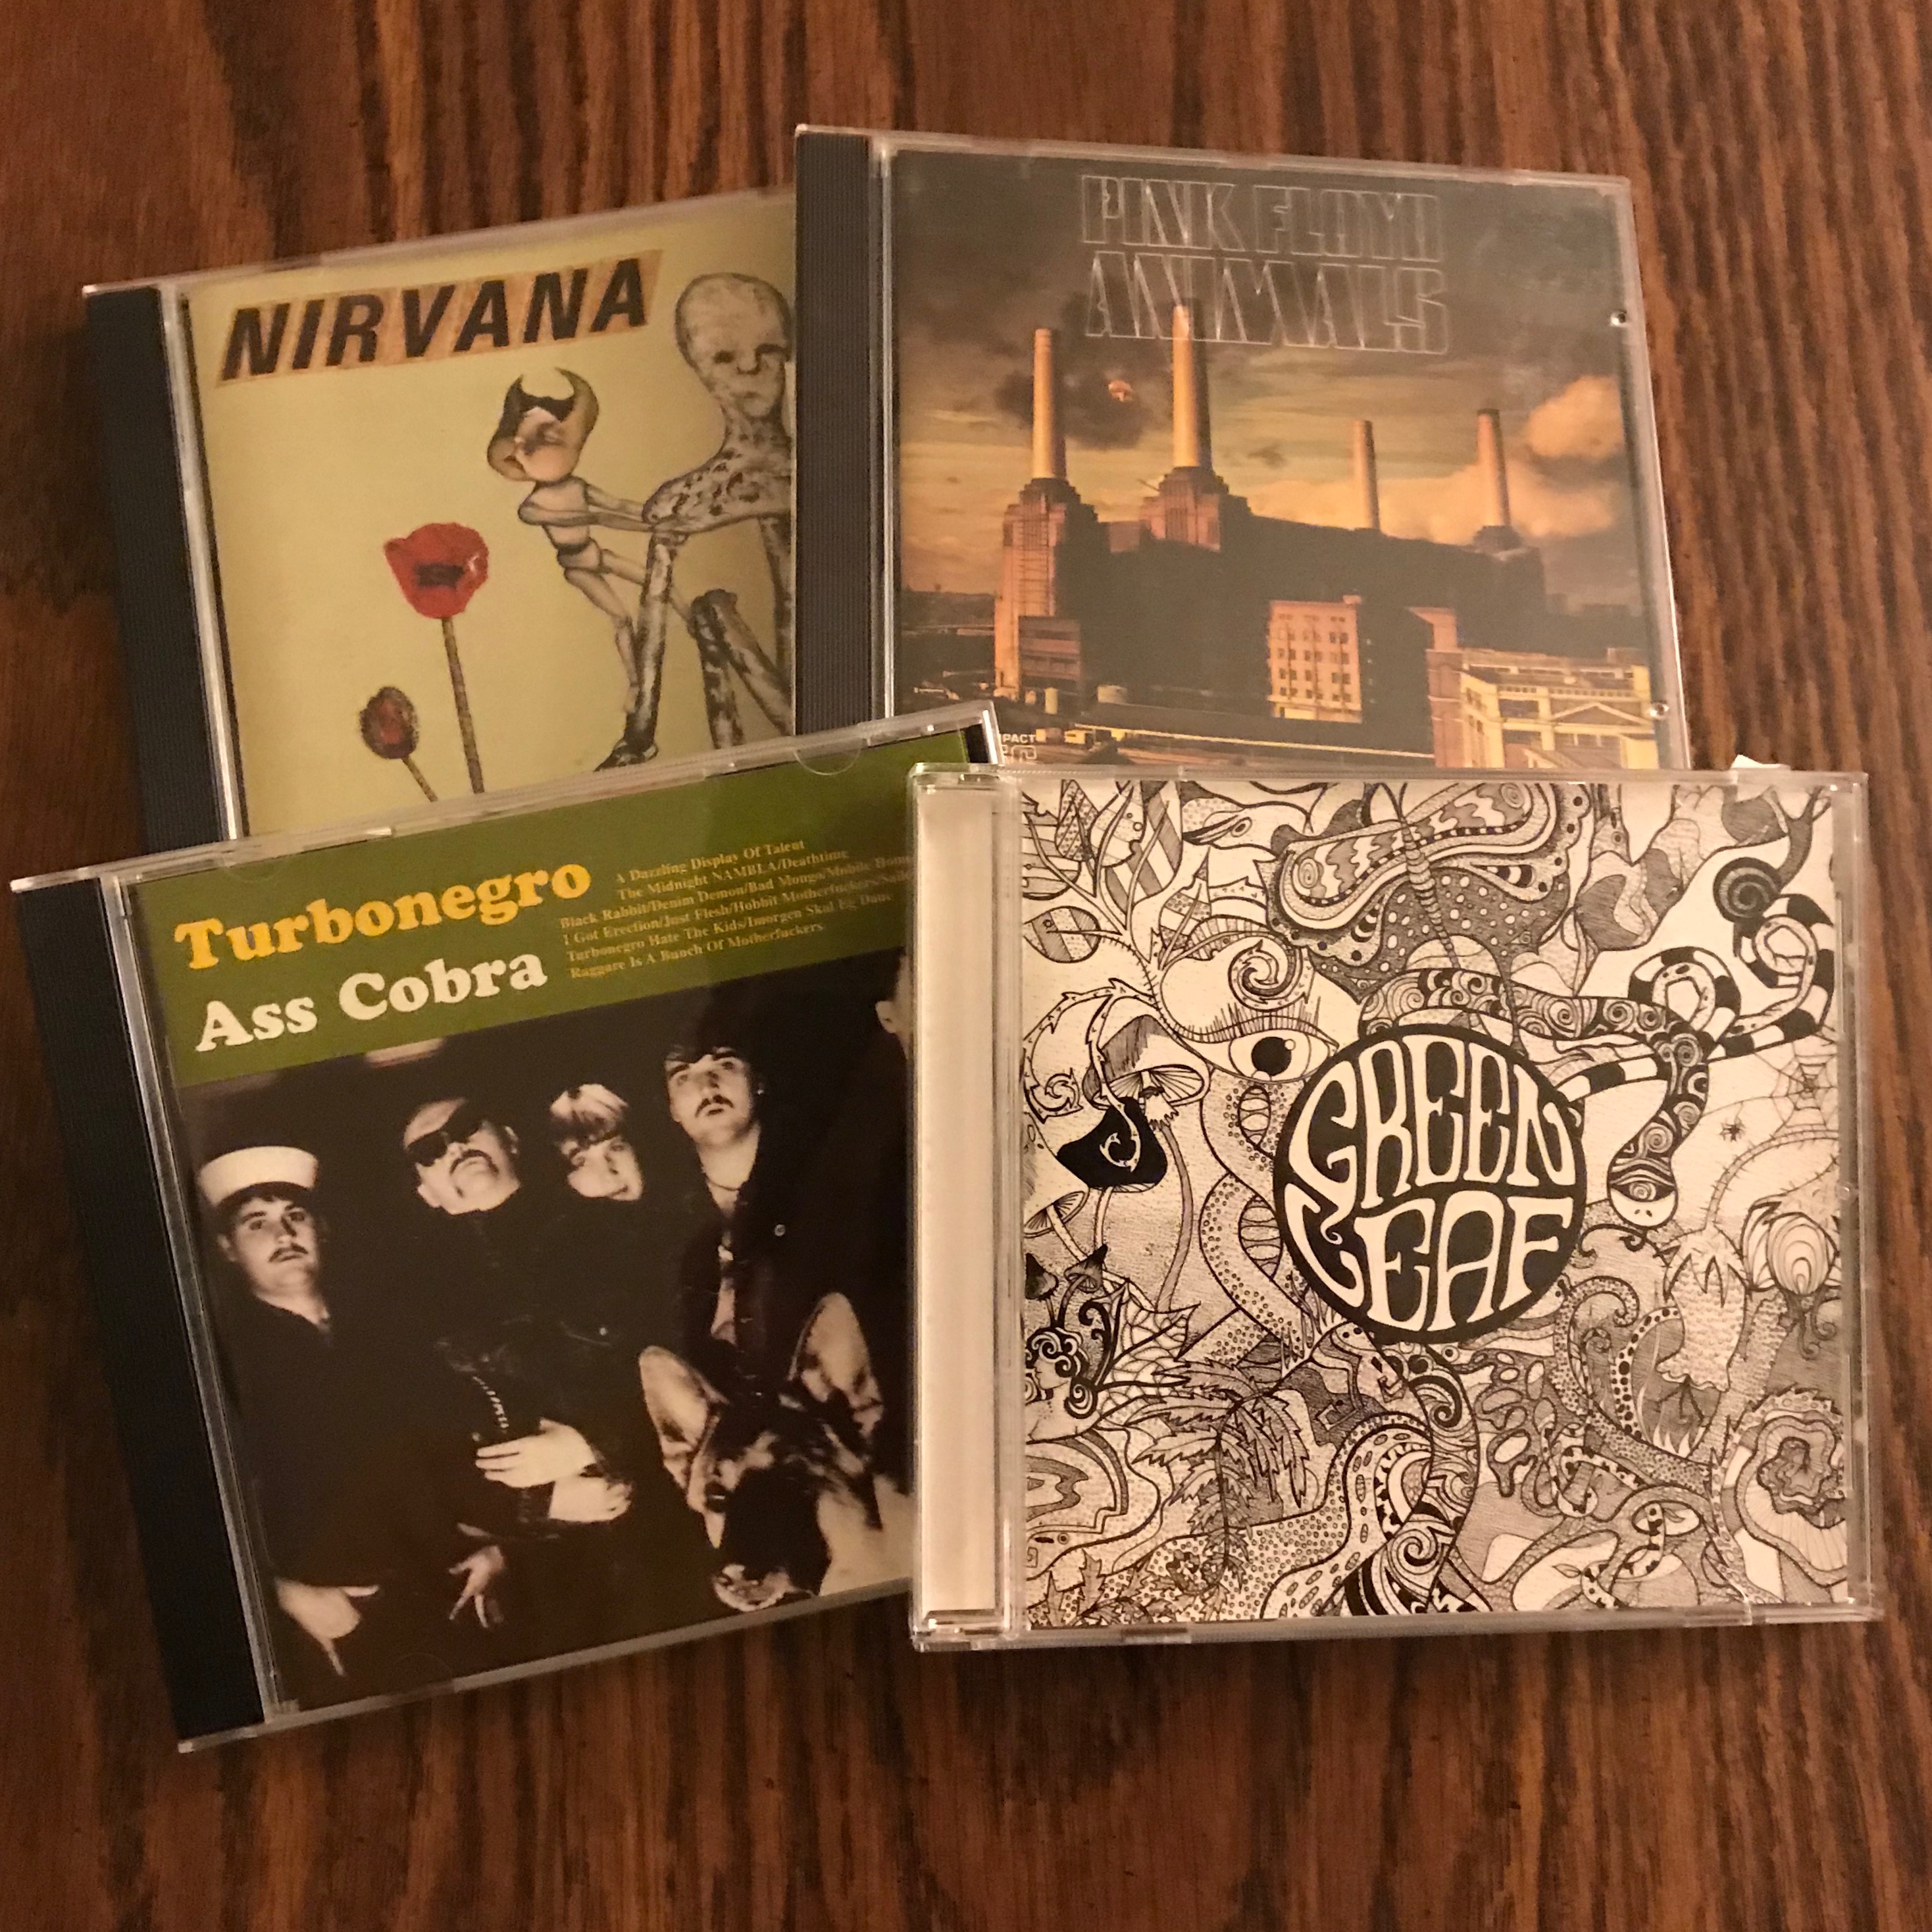 NIRVANA
PINK FLOYD
ANIMALS
Turbonegro
Ass Cobra
A Dazzling Display Of Talent
The Midnight NAMBLA/Deathtime
Black Rabbit/Denim Demon/Bad Mongo/Mobile Home
I Got Erection/Just Flesh/Hobbit Motherfuckers/Sailor
Turbonegro Hate The Kids/Imorgen Skal Eg Daue
Raggare Is A Bunch Of Motherfuckers
PACT
GREEN
LEAF